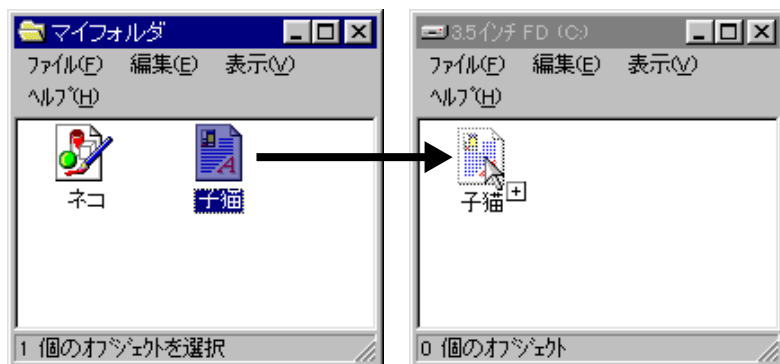 マイフォルダ
ファイル(F) 編集(E) 表示(V)
ヘルプ(H)
ネコ
子猫
1 個のオブジェクトを選択
3.5インチ FD (C:)
ファイル(F) 編集(E) 表示(V)
ヘルプ(H)
子猫
0 個のオブジェクト